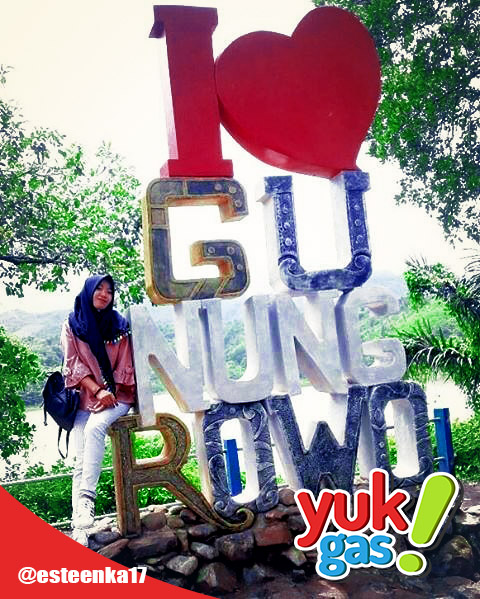 I ❤
GU
NUNG
ROWO
yuk
gas!
@esteenka17